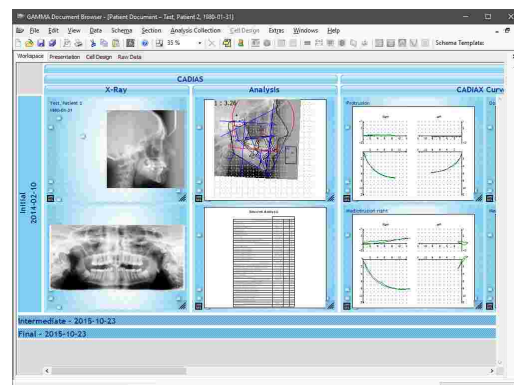 GAMMA Document Browser - [Patient Document - Test, Patient 2, 1980-01-31]
File Edit View Data Schema Section Analysis Collection Cell Design Extras Windows Help
35 % Schema Template:
Workspace Presentation Cell Design Raw Data
CADIAS
X-Ray Analysis CADIAX Curv
Test, Patient 2
1980-01-31
1 : 3.26
Protrusion
Initial
2014-02-10
Mediotrusion right
Intermediate - 2015-10-23
Final - 2015-10-23